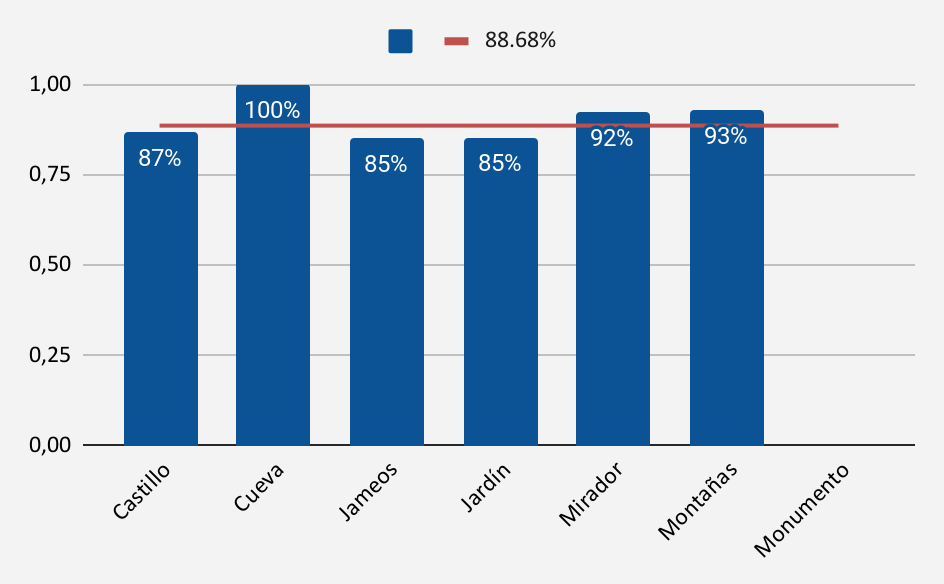 88.68%
1,00
0,75
0,50
0,25
0,00
87%
100%
85%
85%
92%
93%
Castillo
Cueva
Jameos
Jardín
Mirador
Montañas
Monumento